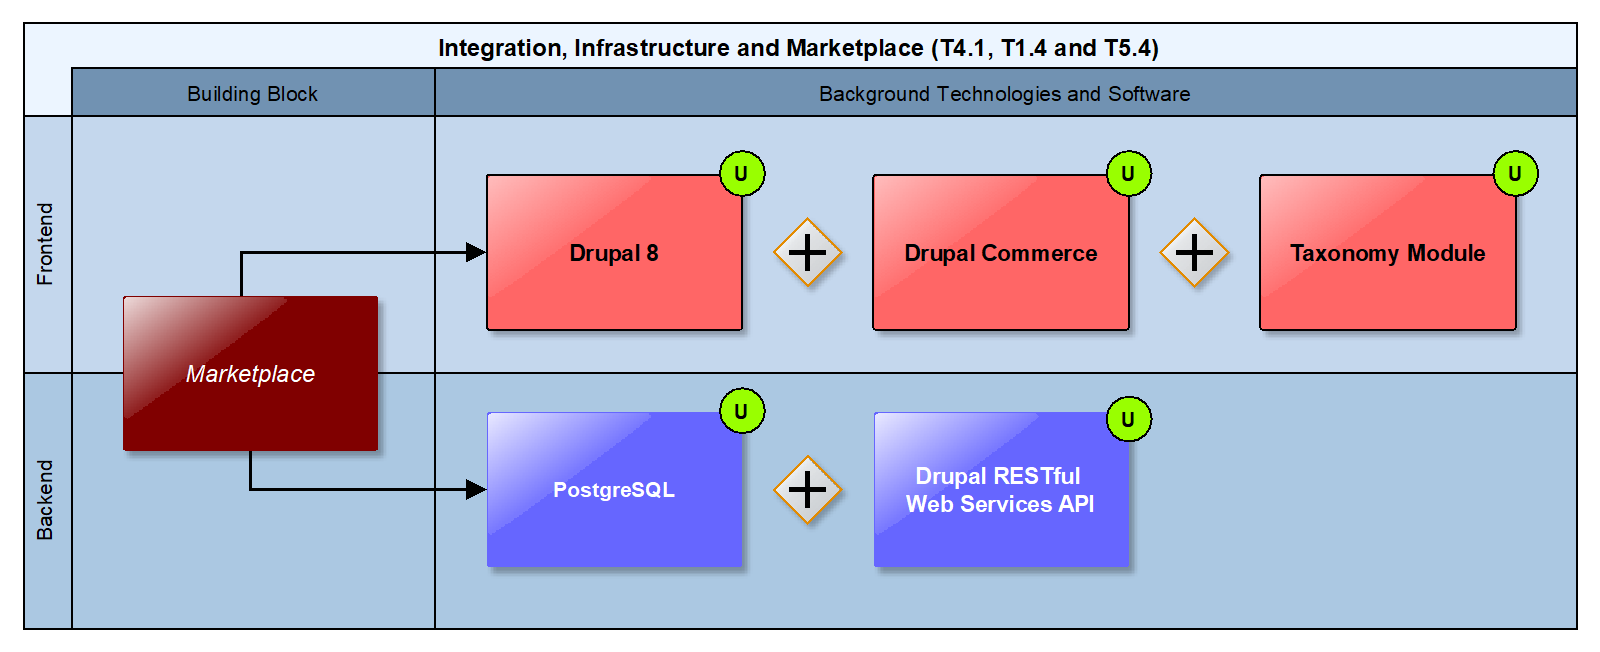 Integration, Infrastructure and Marketplace (T4.1, T1.4 and T5.4)
Building Block
Background Technologies and Software
Frontend
U
U
U
Drupal 8
Drupal Commerce
Taxonomy Module
Marketplace
Backend
U
U
PostgreSQL
Drupal RESTful
Web Services API